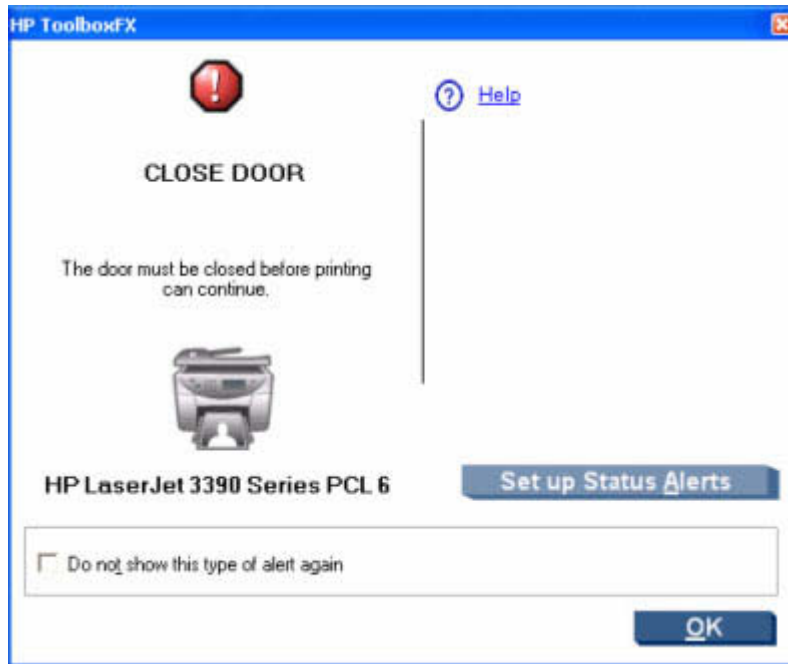 HP ToolboxFX
Help
CLOSE DOOR
The door must be closed before printing
can continue.
HP LaserJet 3390 Series PCL 6
Set up Status Alerts
Do not show this type of alert again
OK